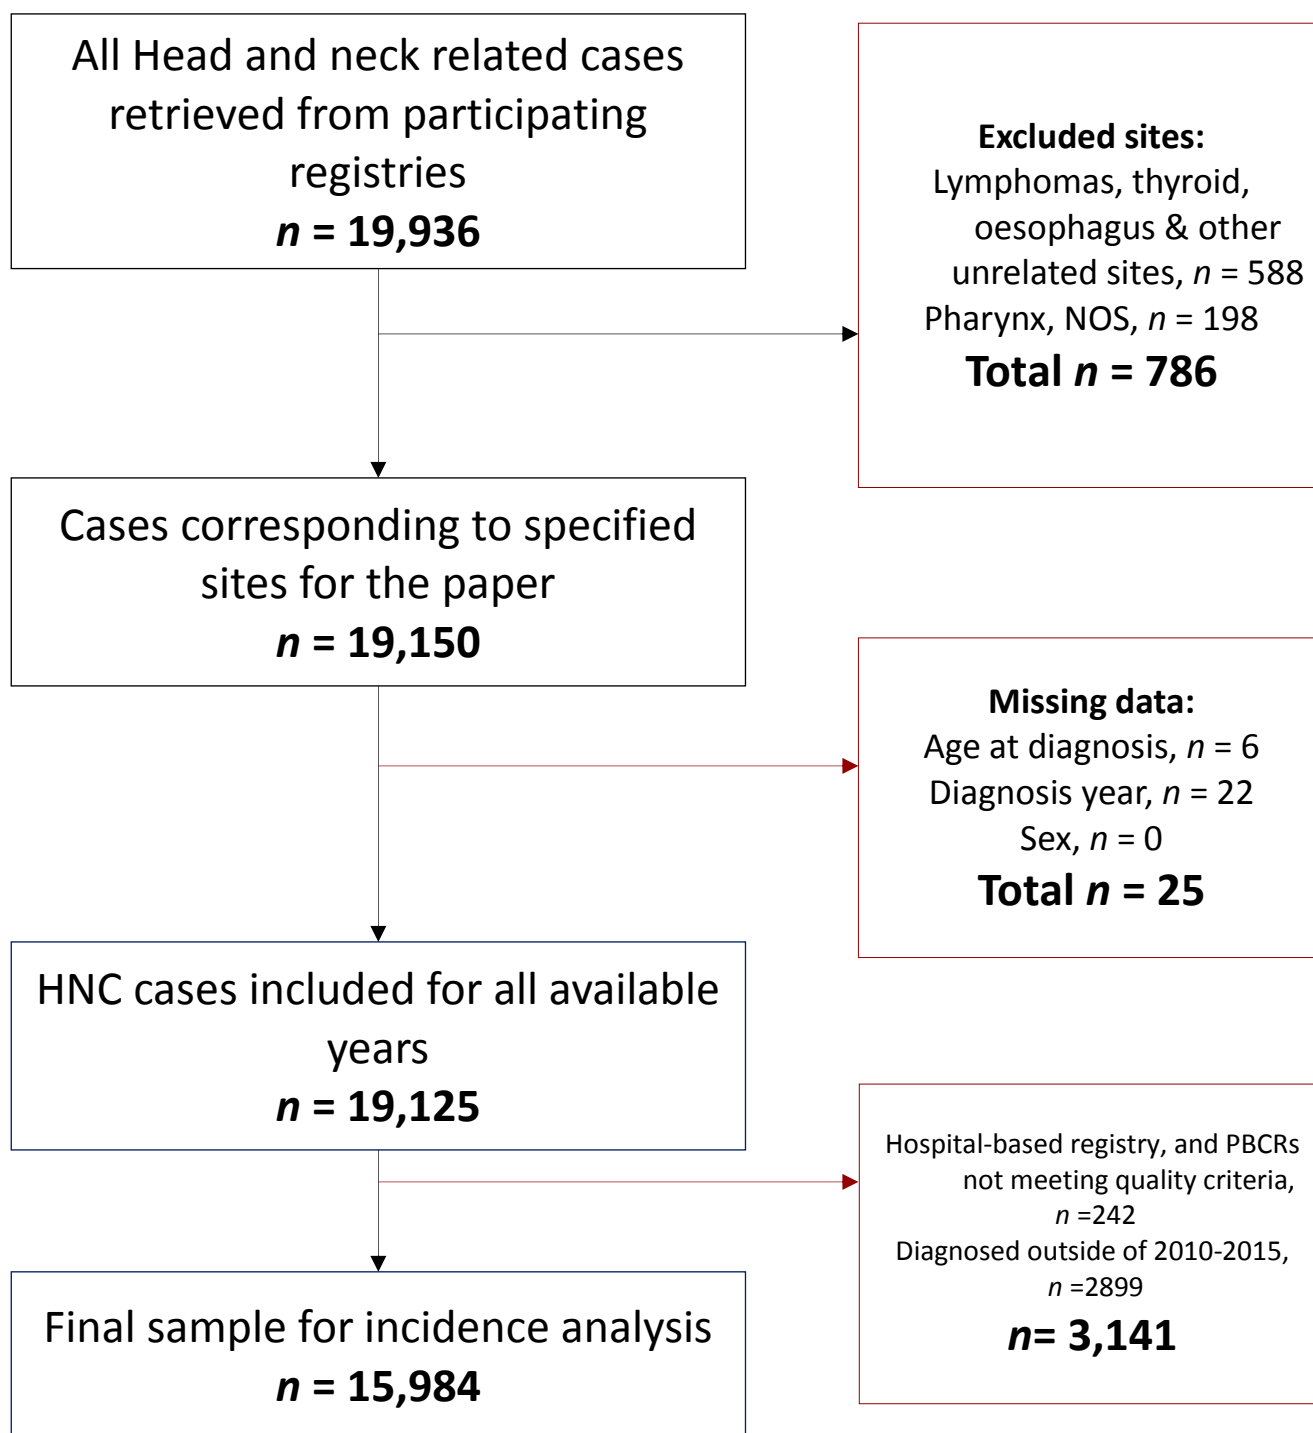 All Head and neck related cases
retrieved from participating
registries
n = 19,936
Excluded sites:
Lymphomas, thyroid,
oesophagus & other
unrelated sites, n = 588
Pharynx, NOS, n = 198
Total n = 786
Cases corresponding to specified
sites for the paper
n = 19,150
Missing data:
Age at diagnosis, n = 6
Diagnosis year, n = 22
Sex, n = 0
Total n = 25
HNC cases included for all available
years
n = 19,125
Hospital-based registry, and PBCRs
not meeting quality criteria,
n =242
Diagnosed outside of 2010-2015,
n =2899
n= 3,141
Final sample for incidence analysis
n = 15,984